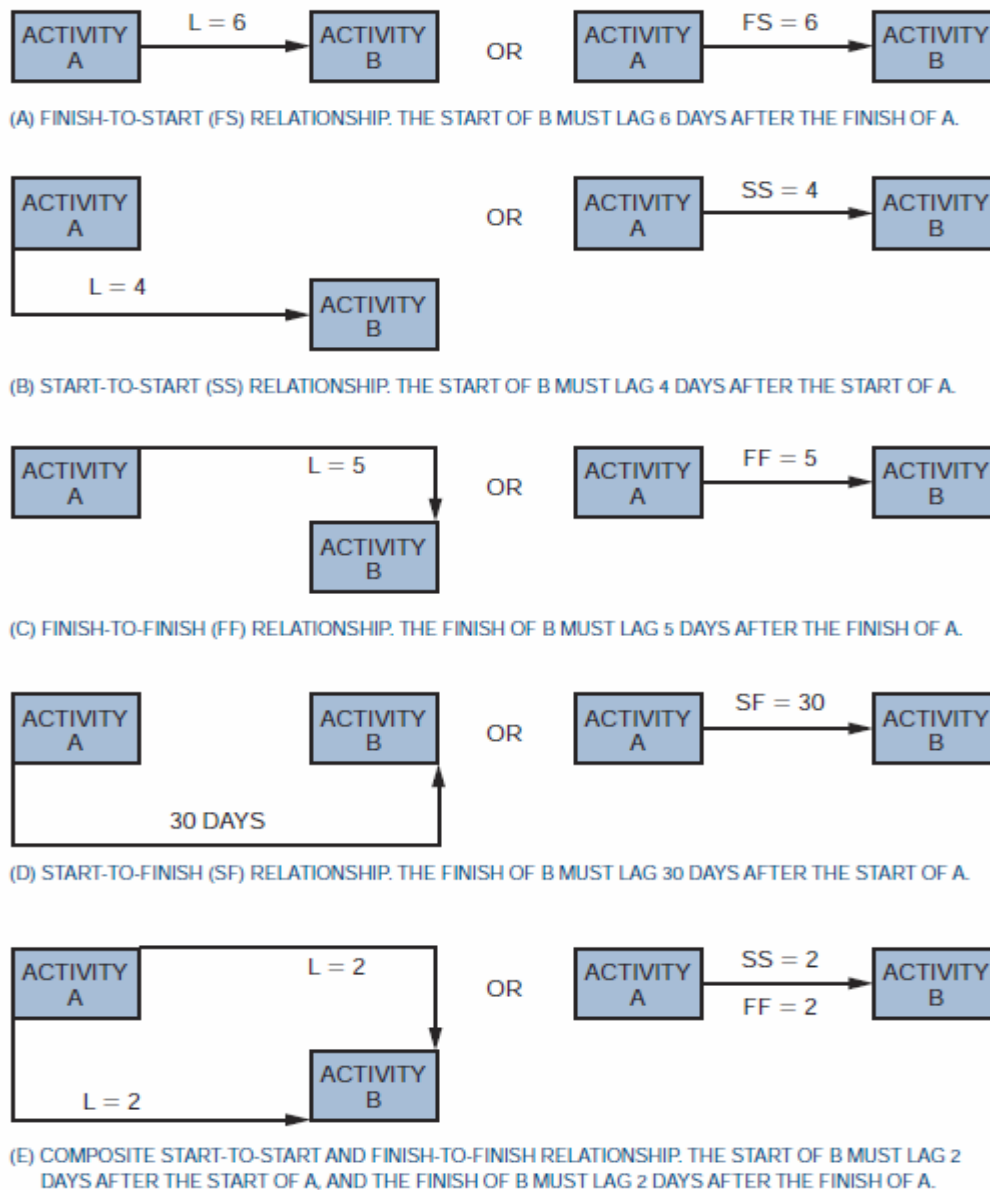 ACTIVITY
A
L = 6
ACTIVITY
B
OR
ACTIVITY
A
FS = 6
ACTIVITY
B
(A) FINISH-TO-START (FS) RELATIONSHIP. THE START OF B MUST LAG 6 DAYS AFTER THE FINISH OF A.
ACTIVITY
A
L = 4
ACTIVITY
B
OR
ACTIVITY
A
SS = 4
ACTIVITY
B
(B) START-TO-START (SS) RELATIONSHIP. THE START OF B MUST LAG 4 DAYS AFTER THE START OF A.
ACTIVITY
A
L = 5
ACTIVITY
B
OR
ACTIVITY
A
FF = 5
ACTIVITY
B
(C) FINISH-TO-FINISH (FF) RELATIONSHIP. THE FINISH OF B MUST LAG 5 DAYS AFTER THE FINISH OF A.
ACTIVITY
A
ACTIVITY
B
30 DAYS
OR
ACTIVITY
A
SF = 30
ACTIVITY
B
(D) START-TO-FINISH (SF) RELATIONSHIP. THE FINISH OF B MUST LAG 30 DAYS AFTER THE START OF A.
ACTIVITY
A
L = 2
L = 2
ACTIVITY
B
OR
ACTIVITY
A
SS = 2
FF = 2
ACTIVITY
B
(E) COMPOSITE START-TO-START AND FINISH-TO-FINISH RELATIONSHIP. THE START OF B MUST LAG 2
DAYS AFTER THE START OF A, AND THE FINISH OF B MUST LAG 2 DAYS AFTER THE FINISH OF A.